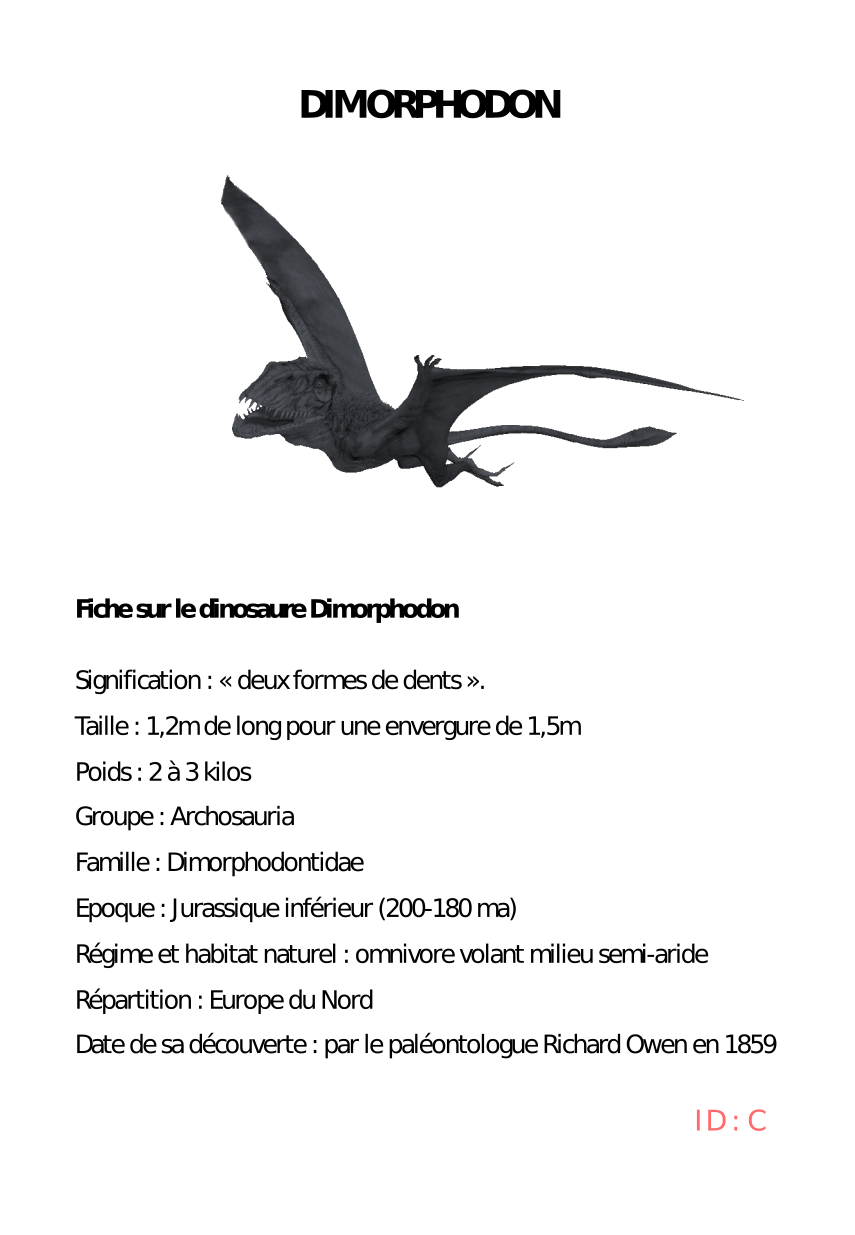 DIMORPHODON
Fiche sur le dinosaure Dimorphodon
Signification : « deux formes de dents ».
Taille : 1,2m de long pour une envergure de 1,5m
Poids : 2 à 3 kilos
Groupe : Archosauria
Famille : Dimorphodontidae
Epoque : Jurassique inférieur (200-180 ma)
Régime et habitat naturel : omnivore volant milieu semi-aride
Répartition : Europe du Nord
Date de sa découverte : par le paléontologue Richard Owen en 1859
ID : C